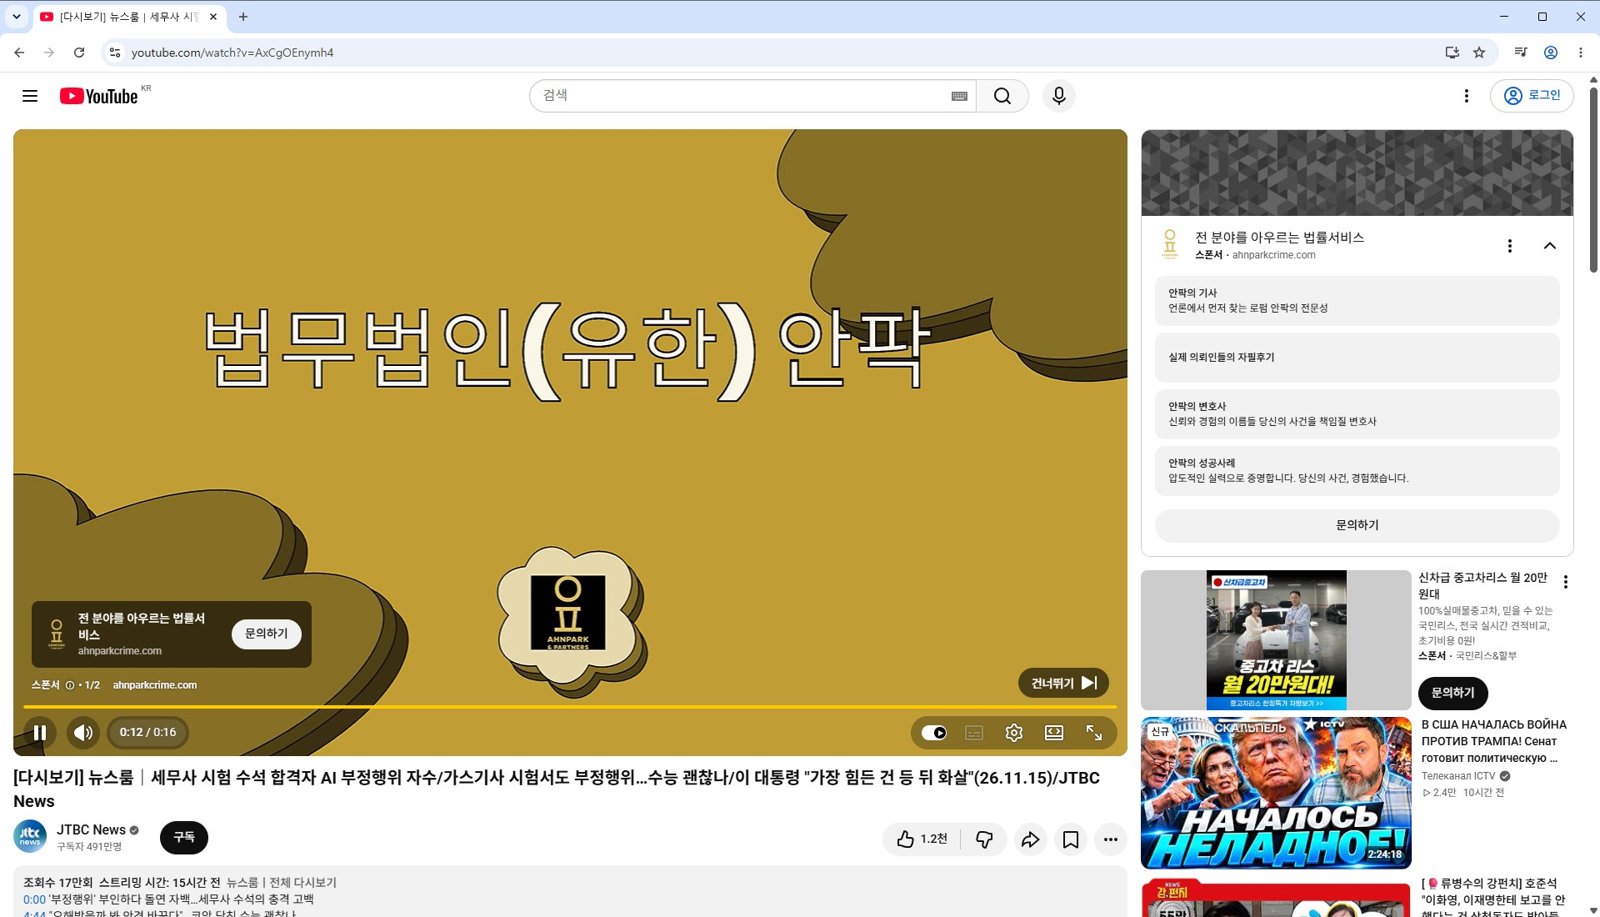 [다시보기] 뉴스룸 | 세무사 시험
youtube.com/watch?v=AxCgOEnymh4
YouTube KR
검색
로그인
법무법인(유한) 안팍
AHNPARK
& PARTNERS
전 분야를 아우르는 법률서
비스
ahnparkcrime.com
문의하기
스폰서 • 1/2 ahnparkcrime.com
건너뛰기
0:12 / 0:16
[다시보기] 뉴스룸｜세무사 시험 수석 합격자 AI 부정행위 자수/가스기사 시험서도 부정행위…수능 괜찮나/이 대통령 "가장 힘든 건 등 뒤 화살"(26.11.15)/JTBC
News
jtbc
news
JTBC News
구독자 491만명
구독
1.2천
조회수 17만회 스트리밍 시간: 15시간 전 뉴스룸 | 전체 다시보기
0:00 '부정행위' 부인하다 돌연 자백...세무사 수석의 충격 고백
전 분야를 아우르는 법률서비스
스폰서 · ahnparkcrime.com
안팍의 기사
언론에서 먼저 찾는 로펌 안팍의 전문성
실제 의뢰인들의 자필후기
안팍의 변호사
신뢰와 경험의 이름들 당신의 사건을 책임질 변호사
안팍의 성공사례
압도적인 실력으로 증명합니다. 당신의 사건, 경험했습니다.
문의하기
신차급중고차
중고차 리스
월 20만원대!
신차급 중고차리스 월 20만
원대
100%실매물중고차, 믿을 수 있는
국민리스, 전국 실시간 견적비교,
초기비용 0원!
스폰서 · 국민리스&할부
문의하기
신규
СКАЛЬПЕЛЬ
ICTV
НАЧАЛОСЬ
НЕЛАДНОЕ!
2:24:18
В США НАЧАЛАСЬ ВОЙНА
ПРОТИВ ТРАМПА! Сенат
готовит политическую ...
Телеканал ICTV
2.4만 10시간 전
NEWS
강.펀치
[🥊류병수의 강펀치] 호준석
"이화영, 이재명한테 보고를 안